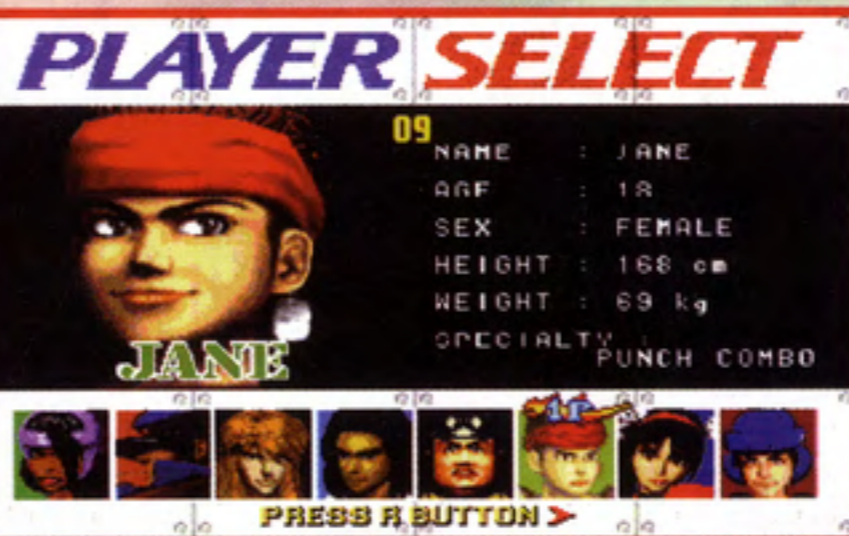 PLAYER SELECT
09
NAME : JANE
AGE : 18
SEX : FEMALE
HEIGHT : 168 cm
WEIGHT : 69 kg
SPECIALTY :
PUNCH COMBO
JANE
1P
PRESS R BUTTON